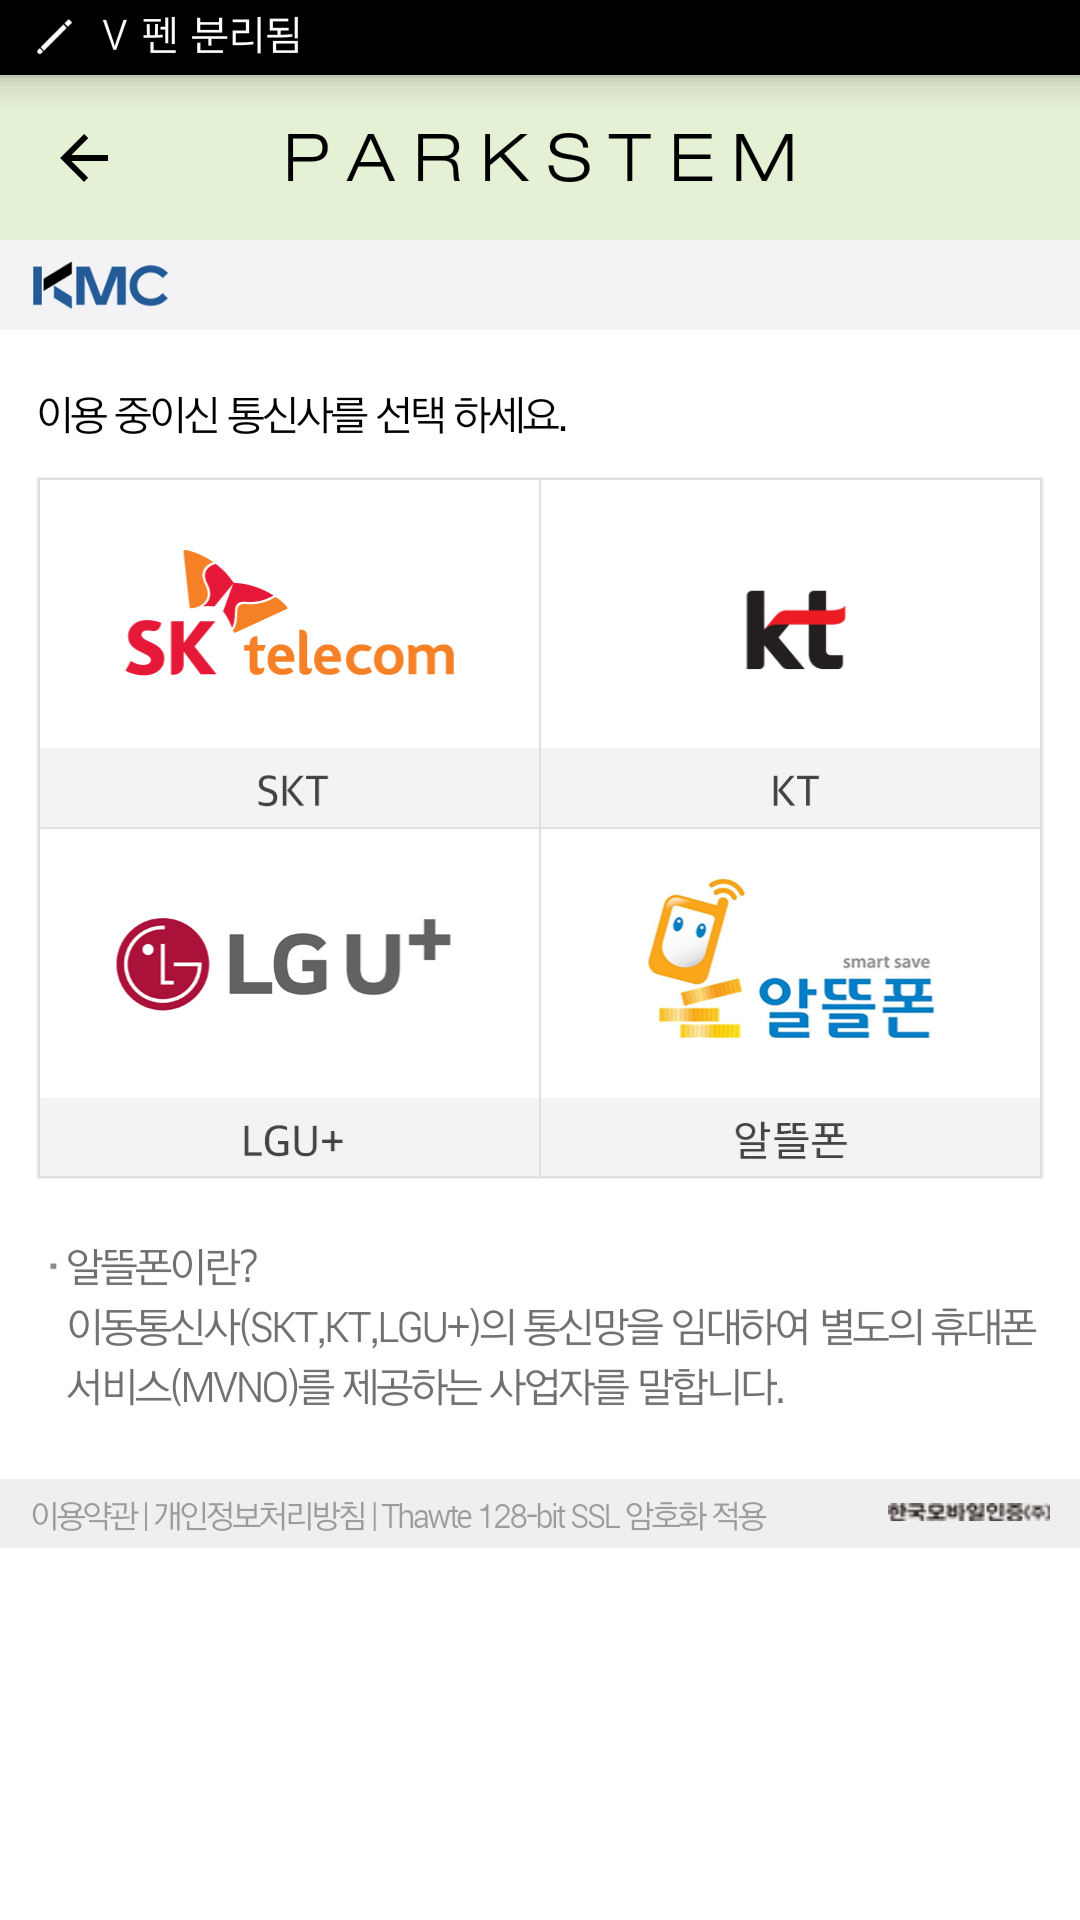 V 펜 분리됨
PARKSTEM
KMC
이용 중이신 통신사를 선택 하세요.
SK telecom
kt
SKT
KT
LG U+
smart save
알뜰폰
LGU+
알뜰폰
· 알뜰폰이란?
이동통신사(SKT,KT,LGU+)의 통신망을 임대하여 별도의 휴대폰
서비스(MVNO)를 제공하는 사업자를 말합니다.
이용약관 | 개인정보처리방침 | Thawte 128-bit SSL 암호화 적용
한국모바일인증(주)